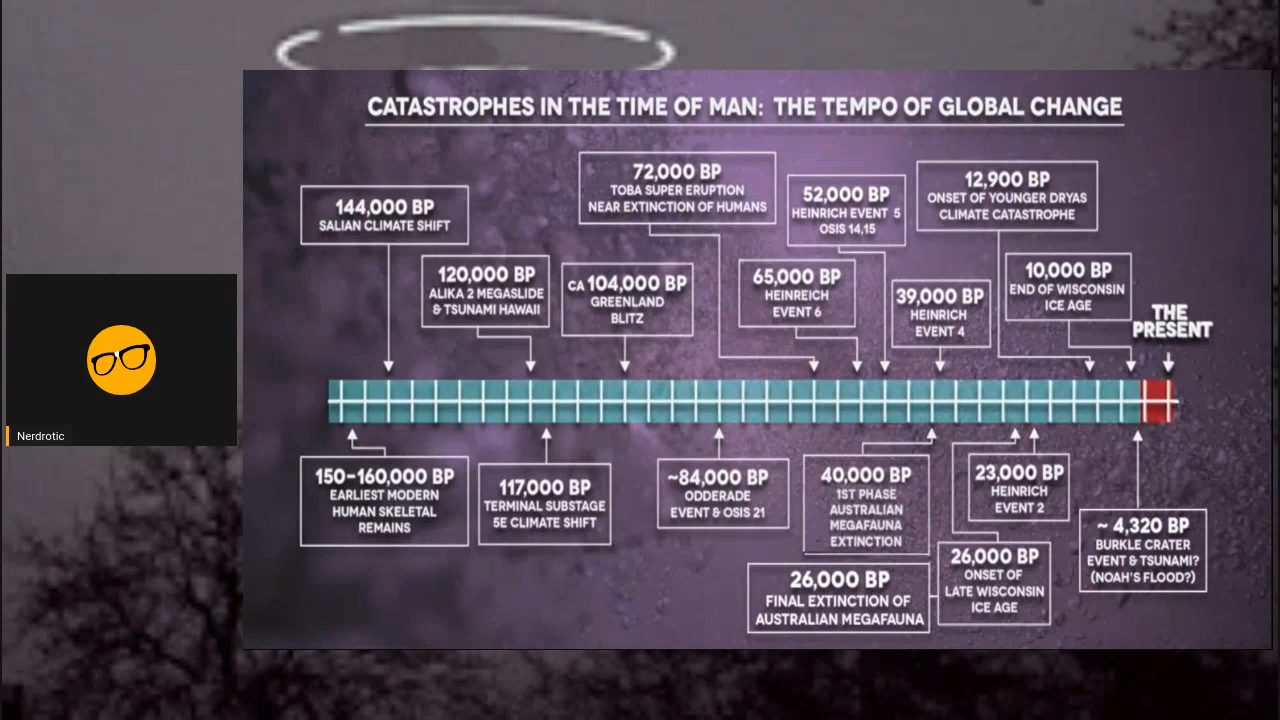 CATASTROPHES IN THE TIME OF MAN: THE TEMPO OF GLOBAL CHANGE
144,000 BP
SALIAN CLIMATE SHIFT
120,000 BP
ALIKA 2 MEGASLIDE
& TSUNAMI HAWAII
CA 104,000 BP
GREENLAND
BLITZ
72,000 BP
TOBA SUPER ERUPTION
NEAR EXTINCTION OF HUMANS
65,000 BP
HEINREICH
EVENT 6
52,000 BP
HEINRICH EVENT 5
OSIS 14,15
39,000 BP
HEINRICH
EVENT 4
12,900 BP
ONSET OF YOUNGER DRYAS
CLIMATE CATASTROPHE
10,000 BP
END OF WISCONSIN
ICE AGE
THE
PRESENT
150-160,000 BP
EARLIEST MODERN
HUMAN SKELETAL
REMAINS
117,000 BP
TERMINAL SUBSTAGE
5E CLIMATE SHIFT
~84,000 BP
ODDERADE
EVENT & OSIS 21
40,000 BP
1ST PHASE
AUSTRALIAN
MEGAFAUNA
EXTINCTION
26,000 BP
FINAL EXTINCTION OF
AUSTRALIAN MEGAFAUNA
23,000 BP
HEINRICH
EVENT 2
26,000 BP
ONSET OF
LATE WISCONSIN
ICE AGE
~ 4,320 BP
BURKLE CRATER
EVENT & TSUNAMI?
(NOAH'S FLOOD?)
Nerdrotic